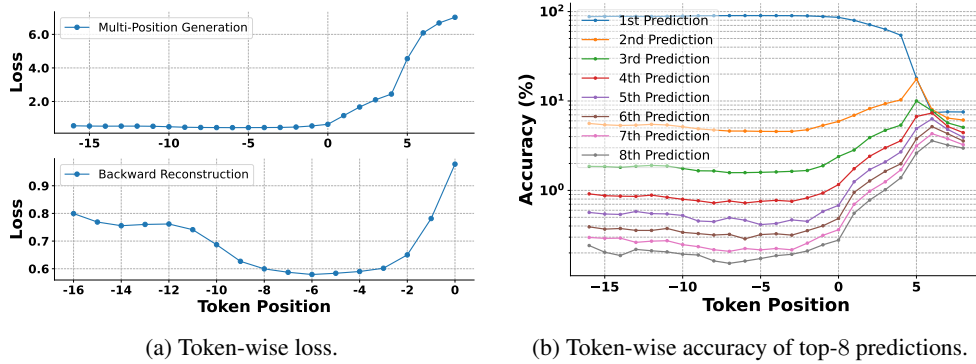 Loss
6.0
4.0
2.0
Multi-Position Generation
-15
-10
-5
0
5
Loss
0.9
0.8
0.7
0.6
Backward Reconstruction
-16
-14
-12
-10
-8
-6
-4
-2
0
Token Position
(a) Token-wise loss.
Accuracy (%)
10²
10¹
10⁰
1st Prediction
2nd Prediction
3rd Prediction
4th Prediction
5th Prediction
6th Prediction
7th Prediction
8th Prediction
-15
-10
-5
0
5
Token Position
(b) Token-wise accuracy of top-8 predictions.